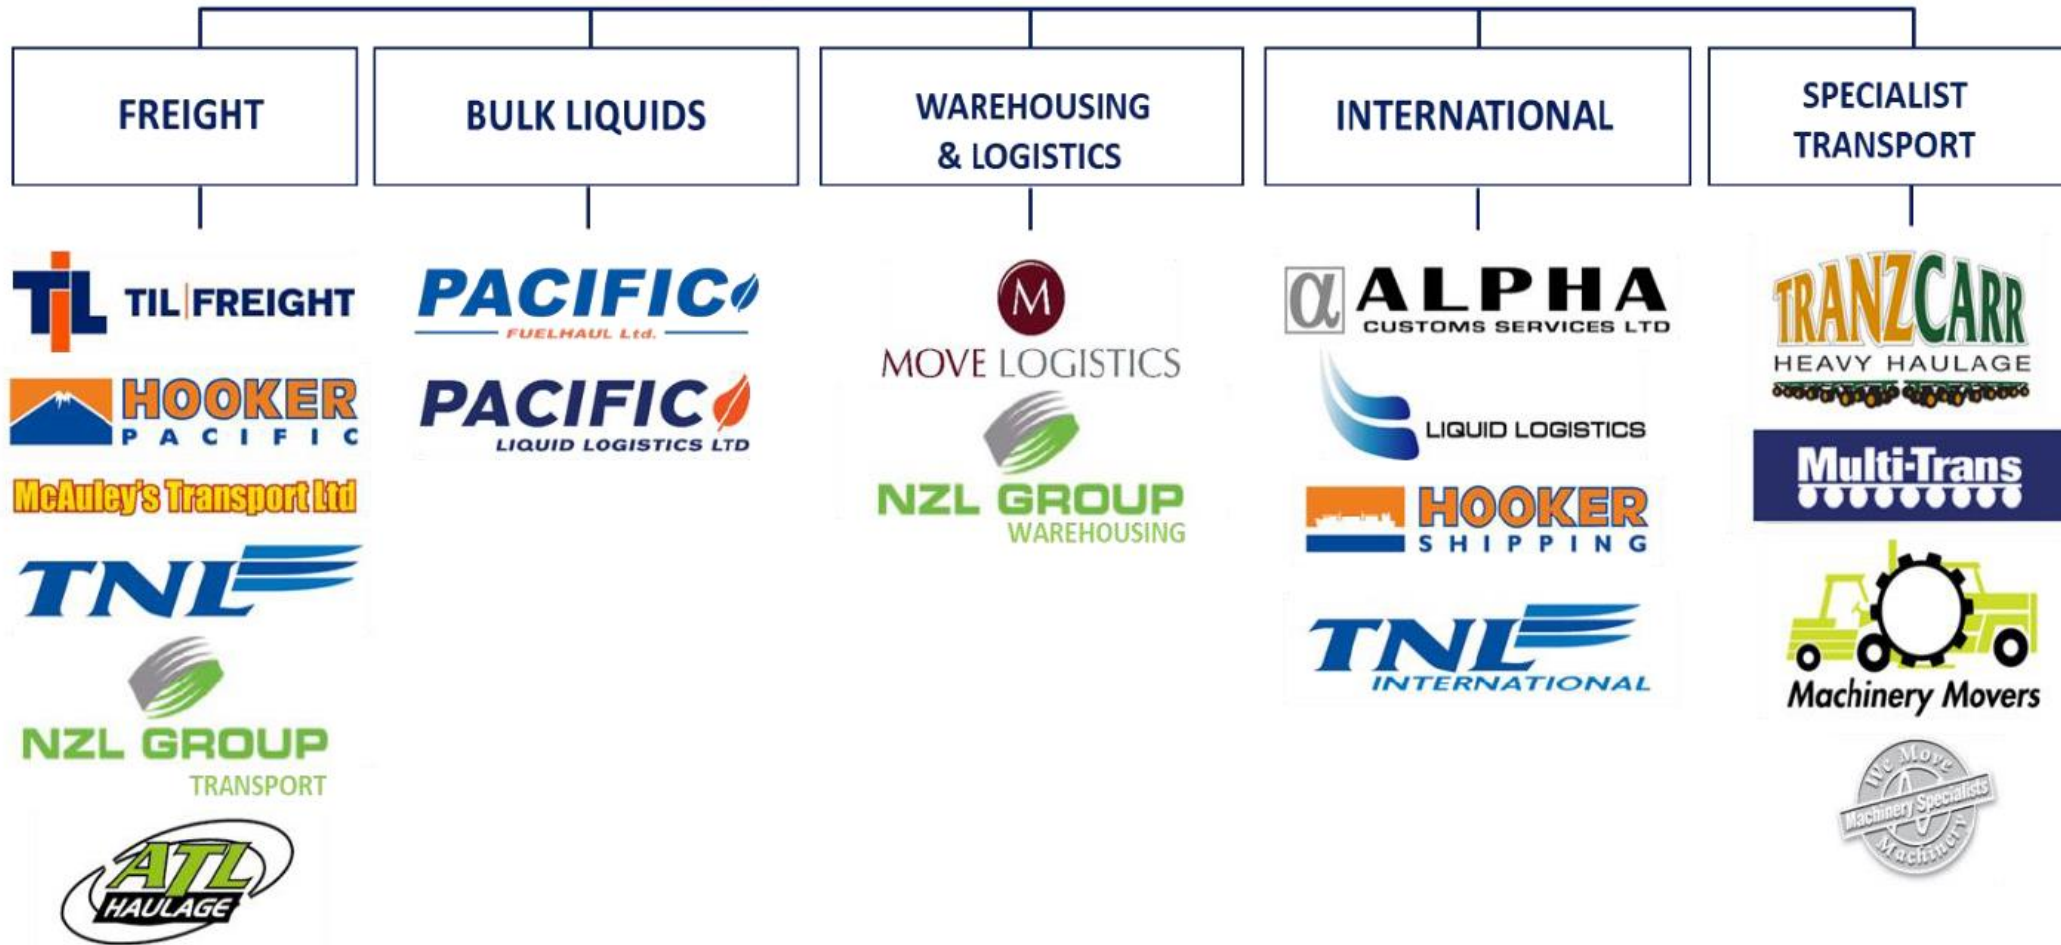 FREIGHT
BULK LIQUIDS
WAREHOUSING
& LOGISTICS
INTERNATIONAL
SPECIALIST
TRANSPORT
TiL TIL|FREIGHT
HOOKER
PACIFIC
McAuley's Transport Ltd
TNL
NZL GROUP
TRANSPORT
ATL
HAULAGE
PACIFIC
FUELHAUL Ltd.
PACIFIC
LIQUID LOGISTICS LTD
M
MOVE LOGISTICS
NZL GROUP
WAREHOUSING
α ALPHA
CUSTOMS SERVICES LTD
LIQUID LOGISTICS
HOOKER
SHIPPING
TNL
INTERNATIONAL
TRANZCARR
HEAVY HAULAGE
Multi-Trans
Machinery Movers
We Move
Machinery Specialists
Machinery